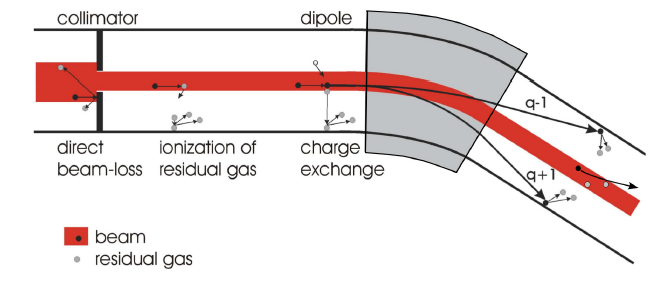 collimator
dipole
direct
beam-loss
ionization of
residual gas
charge
exchange
q-1
q+1
beam
residual gas